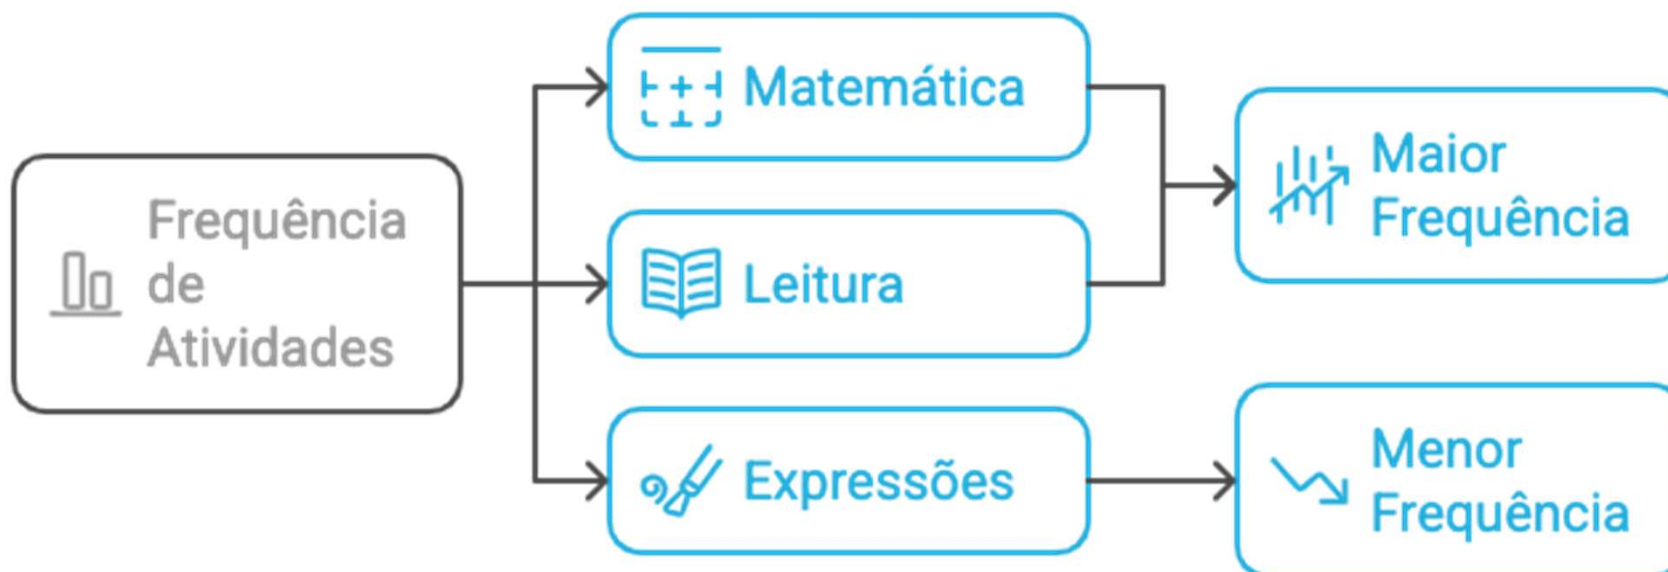 Frequência
de
Atividades
Matemática
Leitura
Expressões
Maior
Frequência
Menor
Frequência